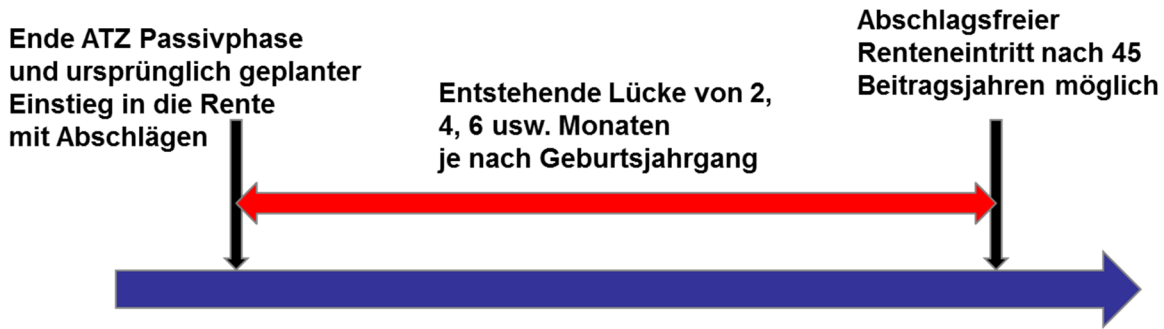 Ende ATZ Passivphase
und ursprünglich geplanter
Einstieg in die Rente
mit Abschlägen
Entstehende Lücke von 2,
4, 6 usw. Monaten
je nach Geburtsjahrgang
Abschlagsfreier
Renteneintritt nach 45
Beitragsjahren möglich